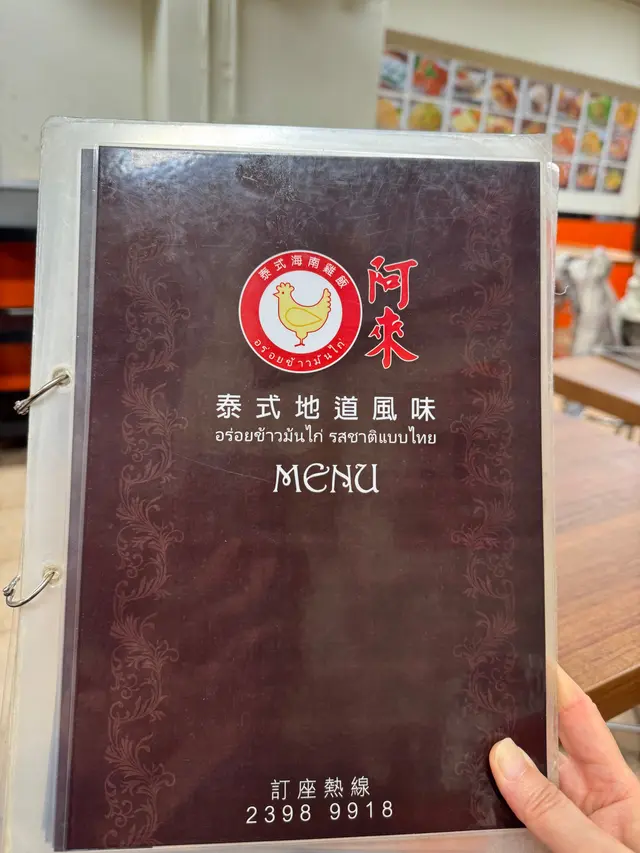 泰式海南雞飯
อร่อยข้าวมันไก่
阿來
泰式地道風味
อร่อยข้าวมันไก่ รสชาติแบบไทย
MENU
訂座熱線
2398 9918